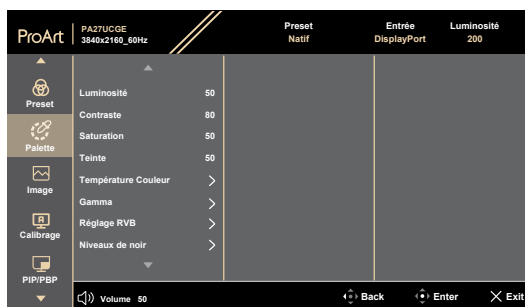 ProArt
PA27UCGE
3840x2160_60Hz
Preset
Natif
Entrée
DisplayPort
Luminosité
200
Preset
Palette
Image
Calibrage
PIP/PBP
Luminosité 50
Contraste 80
Saturation 50
Teinte 50
Température Couleur
Gamma
Réglage RVB
Niveaux de noir
Volume 50
Back
Enter
Exit